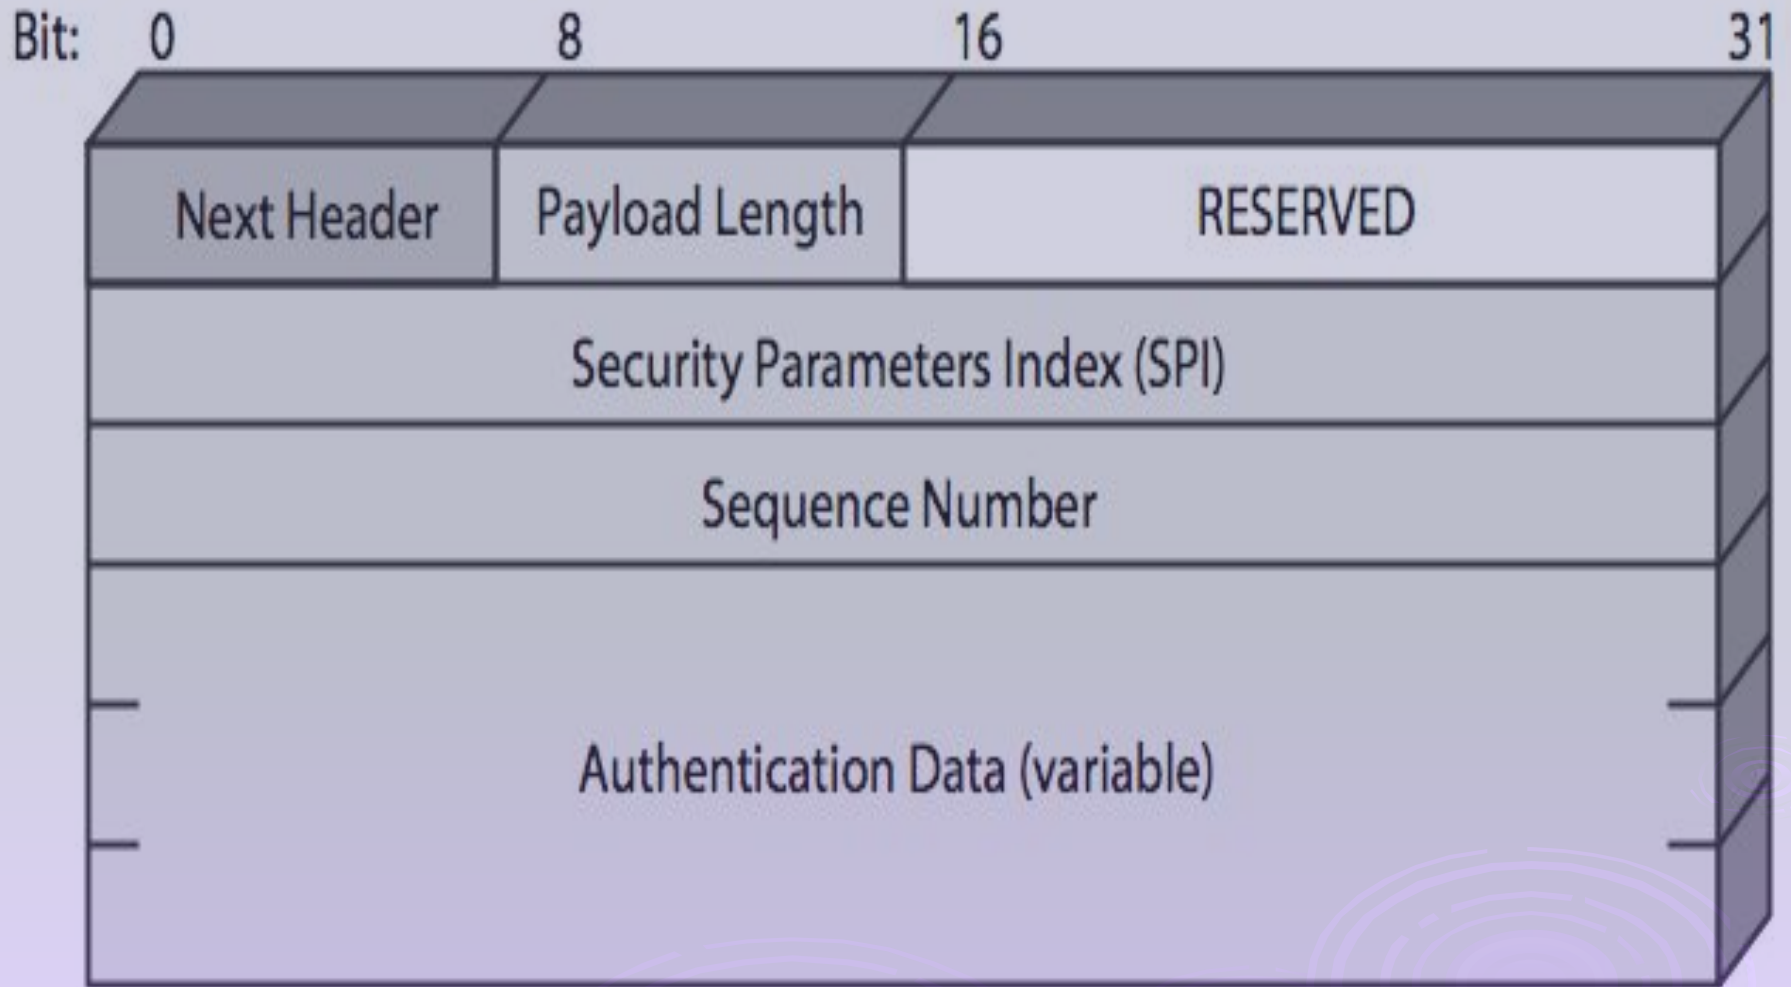 Bit: 0 8 16 31
Next Header Payload Length RESERVED
Security Parameters Index (SPI)
Sequence Number
Authentication Data (variable)